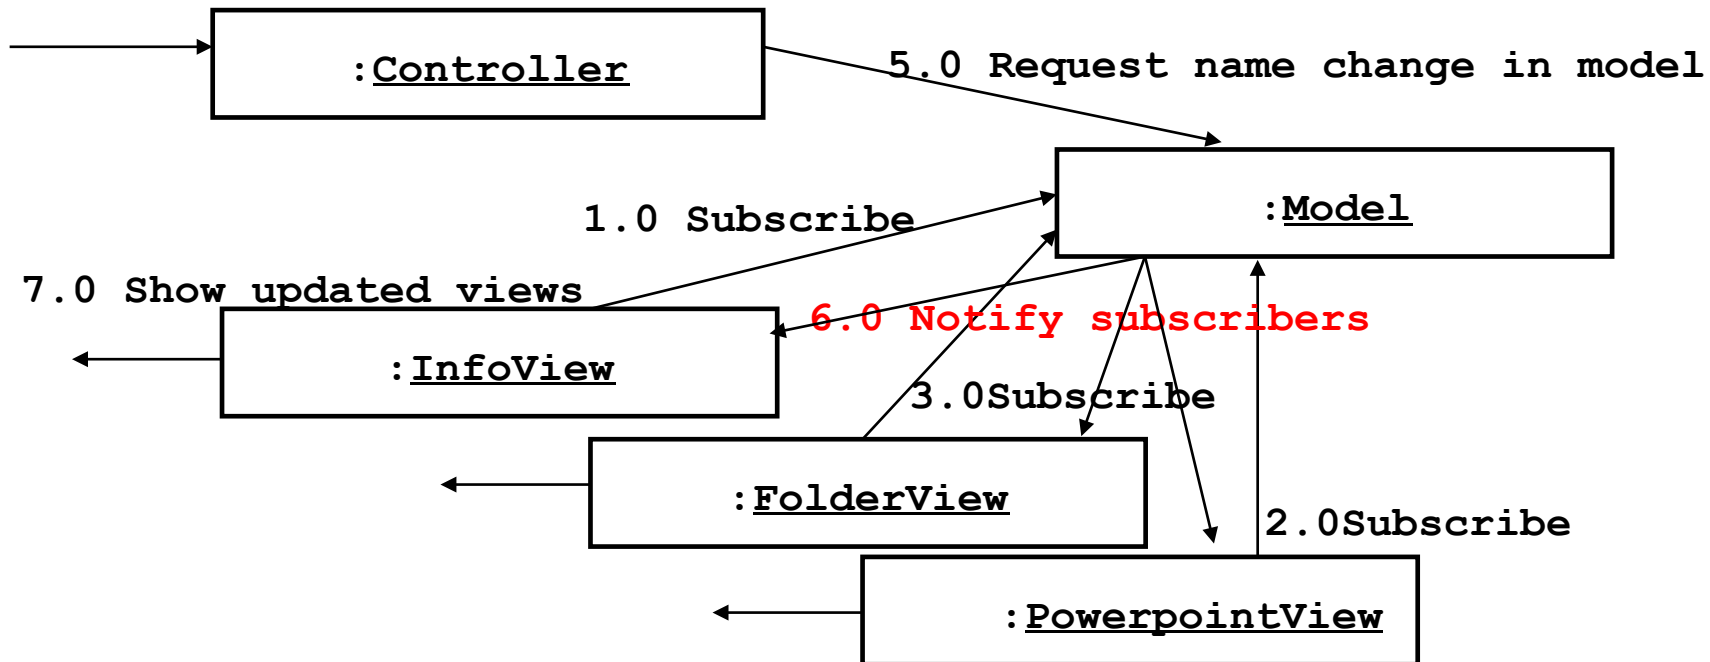 :Controller
5.0 Request name change in model
:Model
1.0 Subscribe
7.0 Show updated views
6.0 Notify subscribers
:InfoView
3.0Subscribe
:FolderView
2.0Subscribe
:PowerpointView